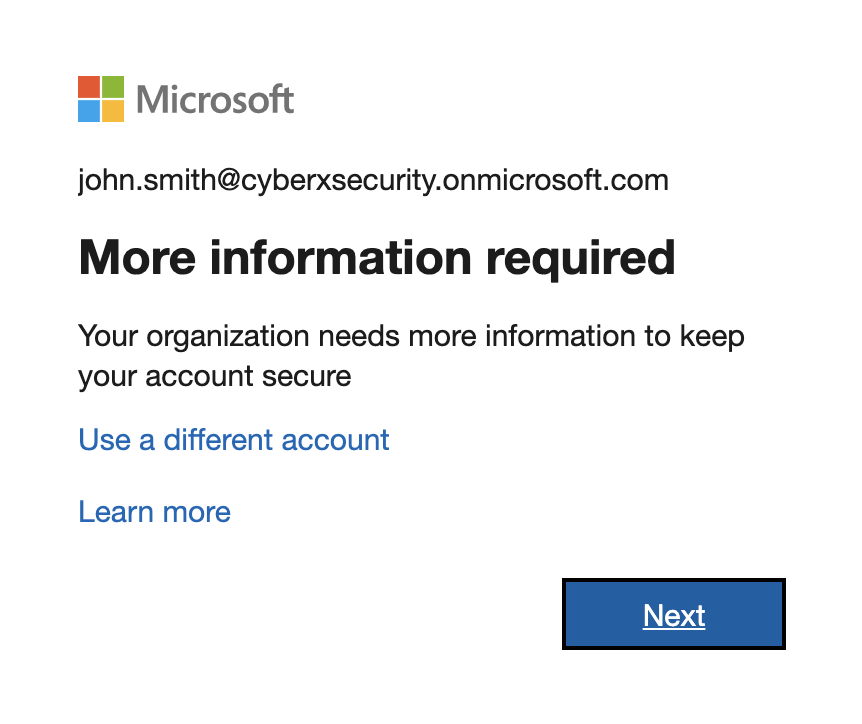 Microsoft
john.smith@cyberxsecurity.onmicrosoft.com
More information required
Your organization needs more information to keep
your account secure
Use a different account
Learn more
Next